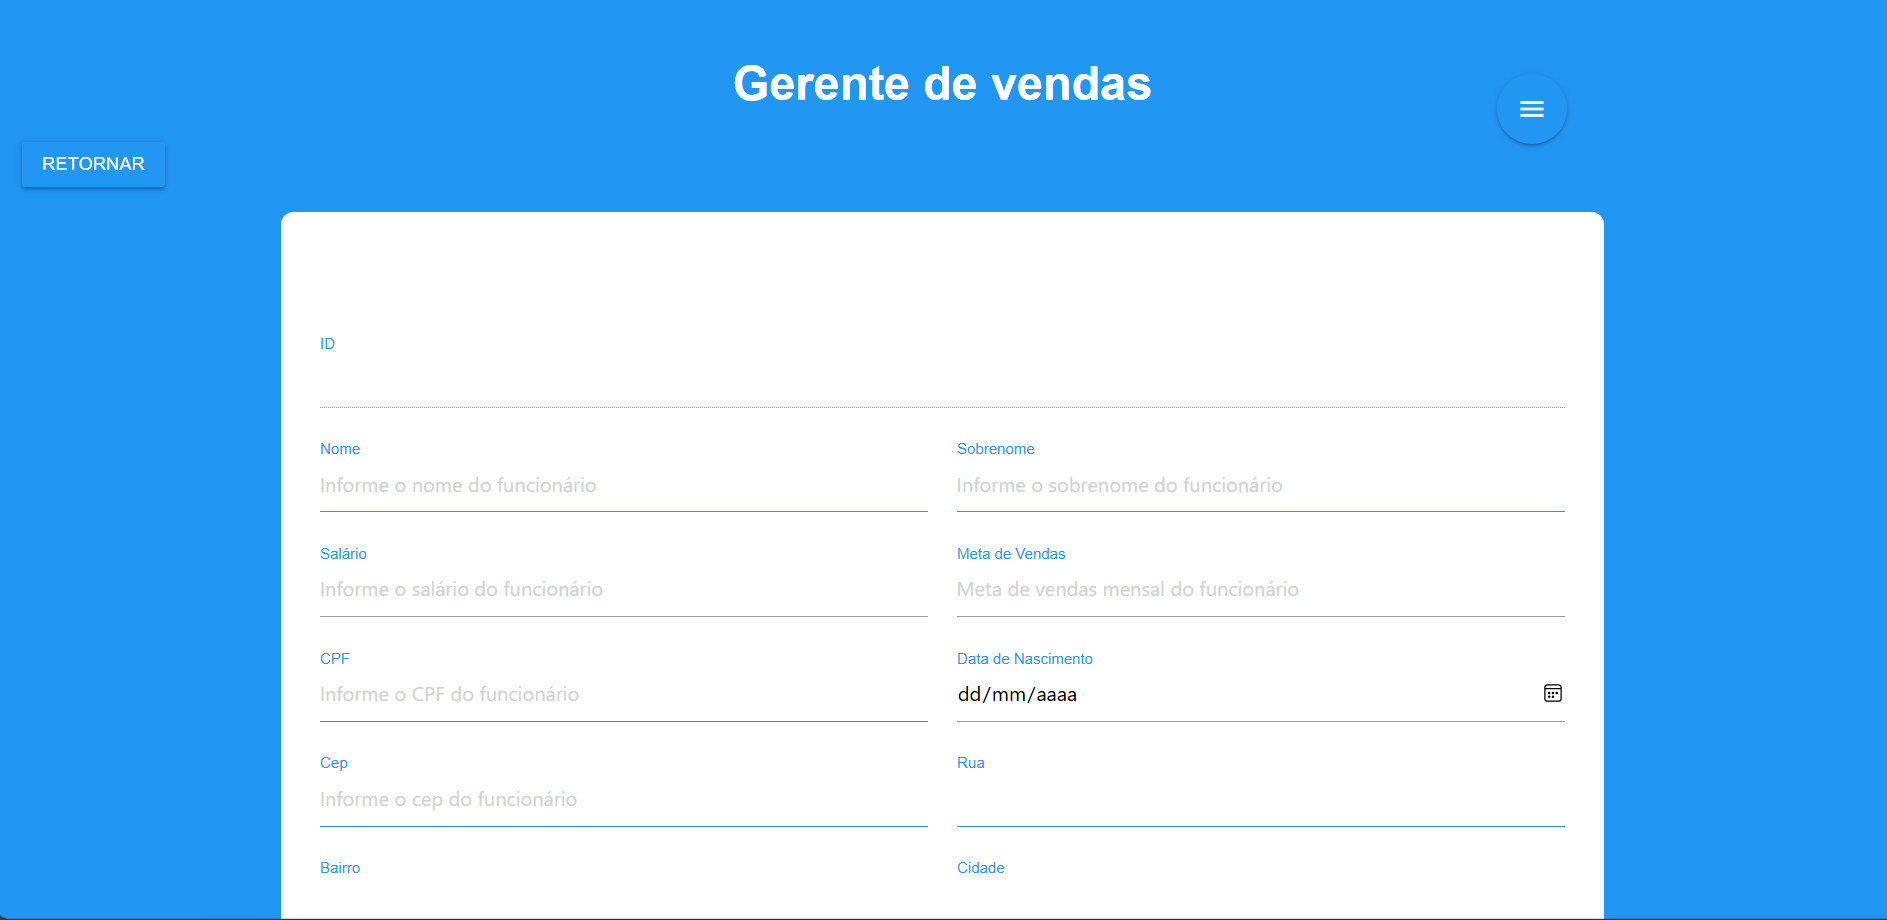 Gerente de vendas
RETORNAR
ID
Nome
Sobrenome
Informe o nome do funcionário
Informe o sobrenome do funcionário
Salário
Meta de Vendas
Informe o salário do funcionário
Meta de vendas mensal do funcionário
CPF
Data de Nascimento
Informe o CPF do funcionário
dd/mm/aaaa
Cep
Rua
Informe o cep do funcionário
Bairro
Cidade